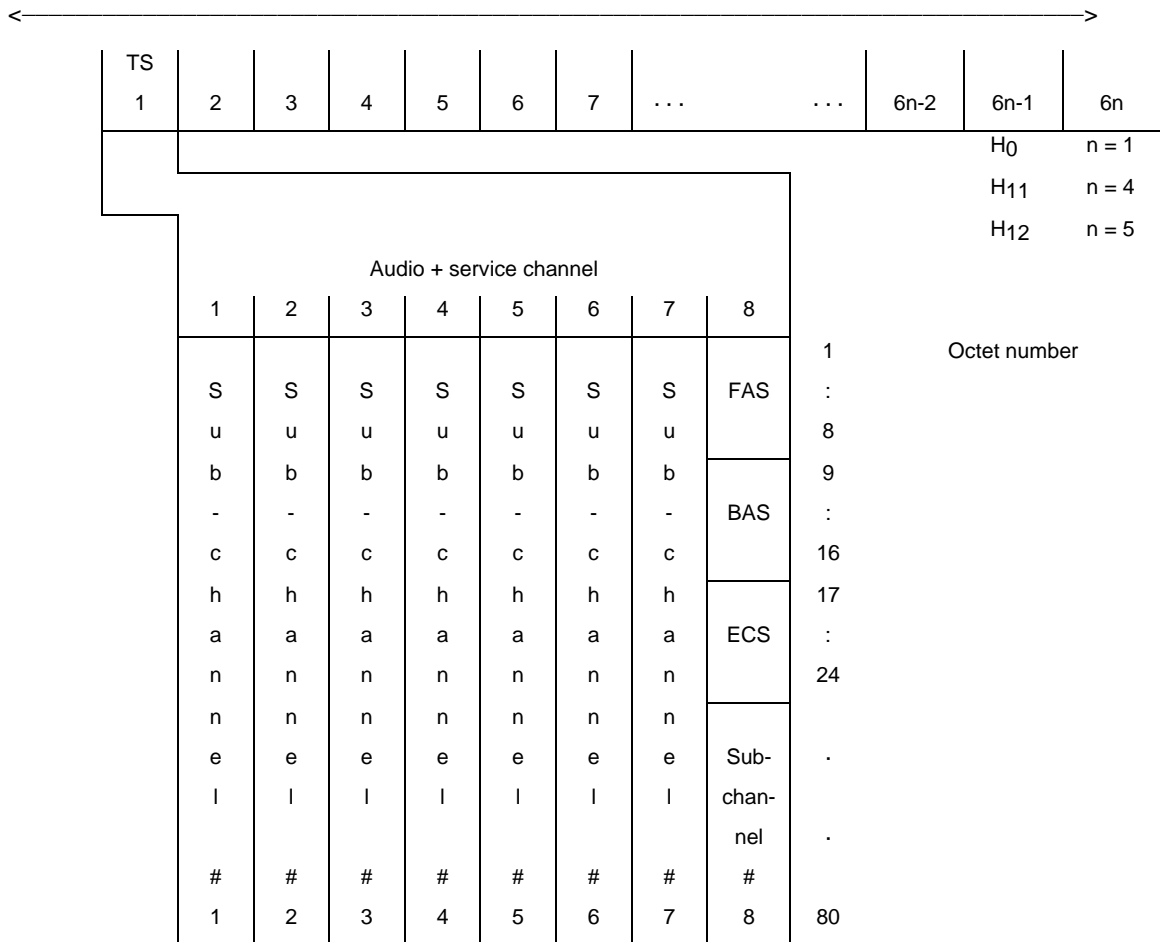 TS
1 2 3 4 5 6 7 . . . . . . 6n-2 6n-1 6n
H0 n = 1
H11 n = 4
H12 n = 5
Audio + service channel
1 2 3 4 5 6 7 8
1 Octet number
S S S S S S S FAS :
u u u u u u u 8
b b b b b b b 9
- - - - - - - BAS :
c c c c c c c 16
h h h h h h h 17
a a a a a a a ECS :
n n n n n n n 24
n n n n n n n
e e e e e e e Sub- .
l l l l l l l chan-
nel .
# # # # # # # #
1 2 3 4 5 6 7 8 80